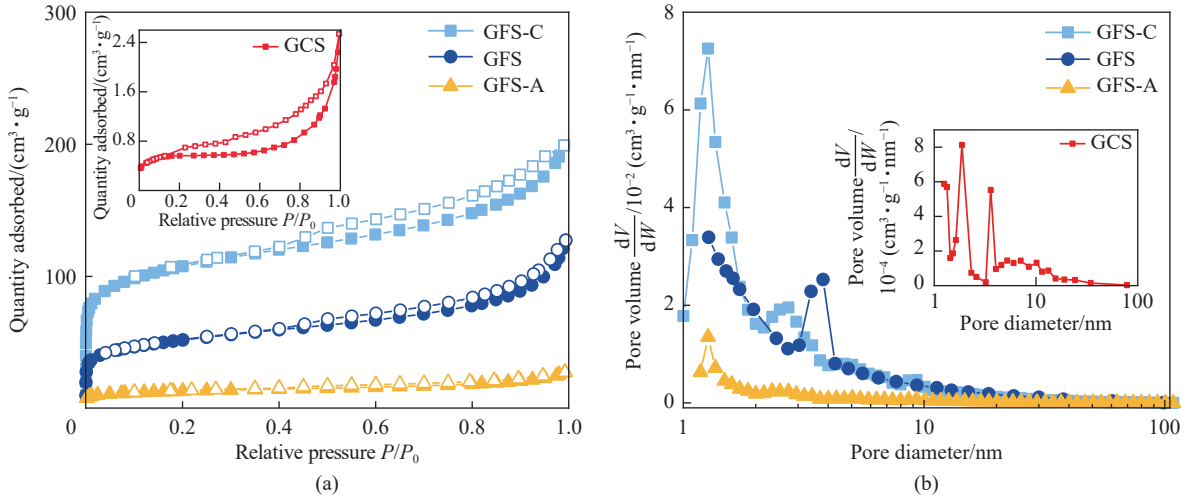 300
200
100
0
Quantity adsorbed/(cm³·g⁻¹)
0
0.2
0.4
0.6
0.8
1.0
Relative pressure P/P₀
GFS-C
GFS
GFS-A
2.4
1.6
0.8
Quantity adsorbed/(cm³·g⁻¹)
0
0.2
0.4
0.6
0.8
1.0
Relative pressure P/P₀
GCS
(a)
8
6
4
2
0
Pore volume dV/dW/10⁻² (cm³·g⁻¹·nm⁻¹)
1
10
100
Pore diameter/nm
GFS-C
GFS
GFS-A
8
6
4
2
0
Pore volume dV/dW/
10⁻⁴ (cm³·g⁻¹·nm⁻¹)
1
10
100
Pore diameter/nm
GCS
(b)